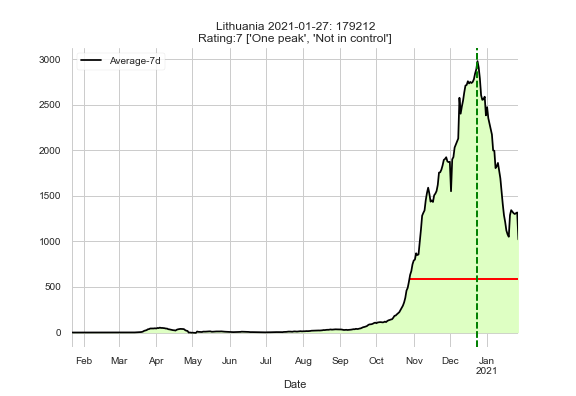 Lithuania 2021-01-27: 179212
Rating:7 ['One peak', 'Not in control']
Average-7d
3000
2500
2000
1500
1000
500
0
Feb Mar Apr May Jun Jul Aug Sep Oct Nov Dec Jan
2021
Date